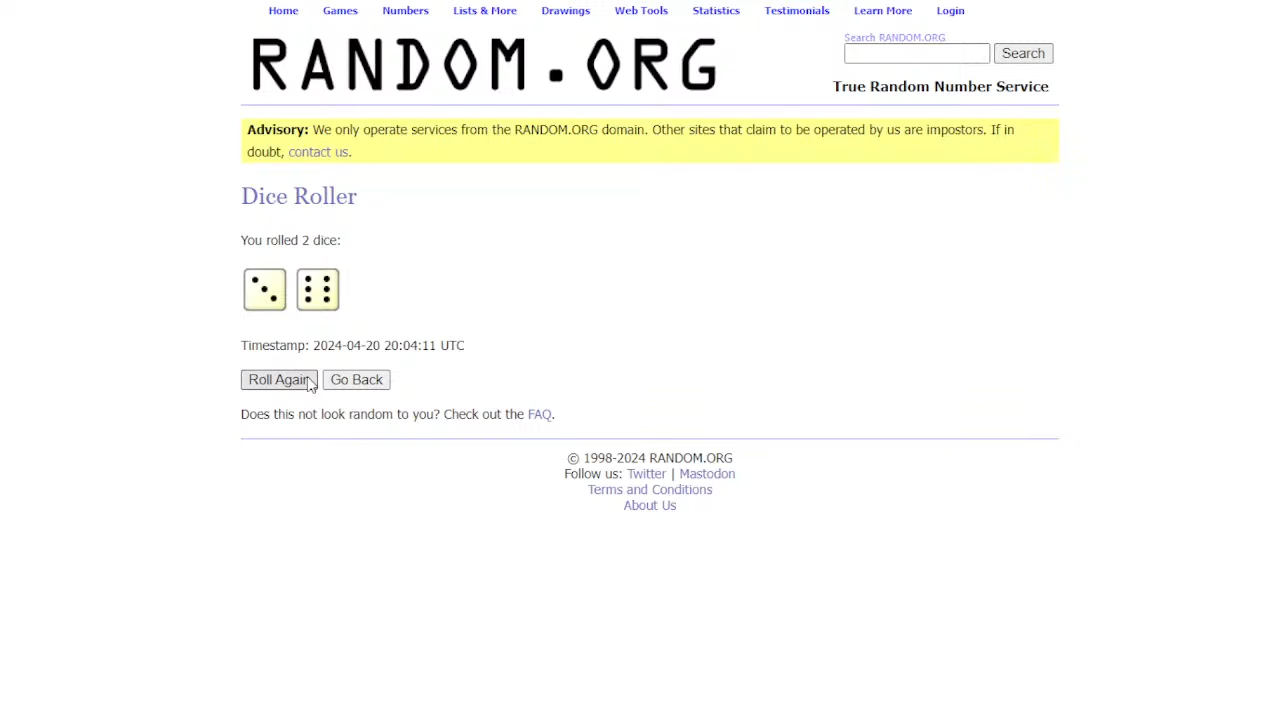 Home Games Numbers Lists & More Drawings Web Tools Statistics Testimonials Learn More Login
RANDOM.ORG
Search RANDOM.ORG
Search
True Random Number Service
Advisory: We only operate services from the RANDOM.ORG domain. Other sites that claim to be operated by us are impostors. If in
doubt, contact us.
Dice Roller
You rolled 2 dice:
Timestamp: 2024-04-20 20:04:11 UTC
Roll Again Go Back
Does this not look random to you? Check out the FAQ.
© 1998-2024 RANDOM.ORG
Follow us: Twitter | Mastodon
Terms and Conditions
About Us